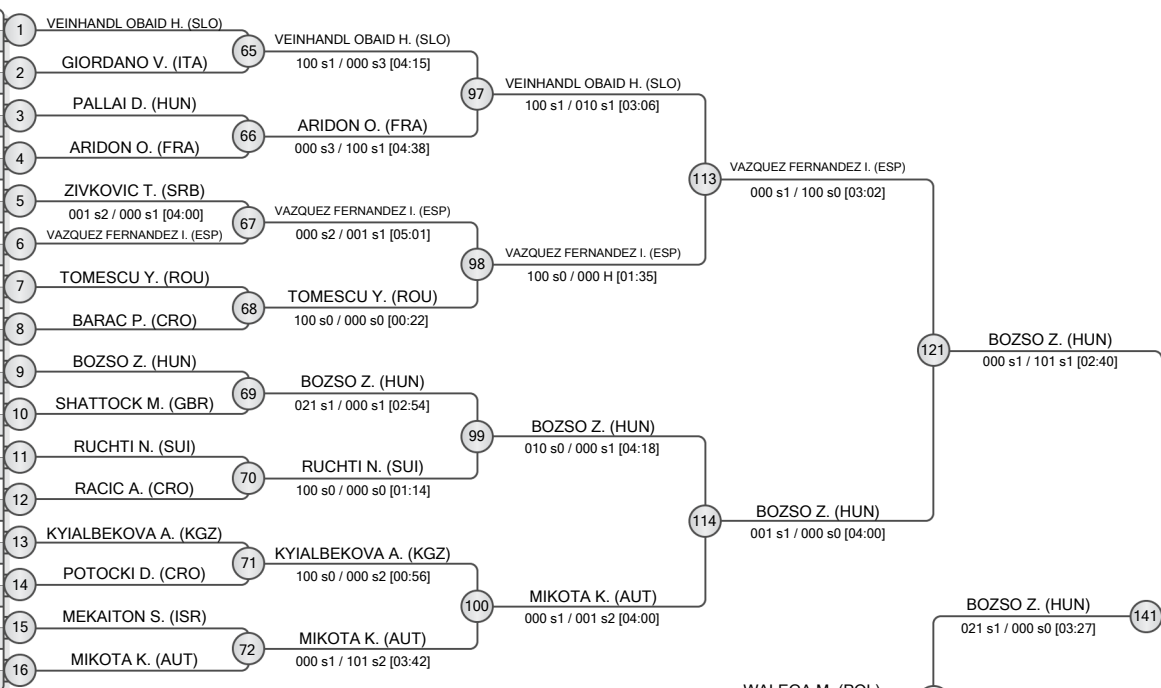 1 VEINHANDL OBAID H. (SLO)
65 VEINHANDL OBAID H. (SLO)
100 s1 / 000 s3 [04:15]
2 GIORDANO V. (ITA)
97 VEINHANDL OBAID H. (SLO)
100 s1 / 010 s1 [03:06]
3 PALLAI D. (HUN)
66 ARIDON O. (FRA)
000 s3 / 100 s1 [04:38]
4 ARIDON O. (FRA)
113 VAZQUEZ FERNANDEZ I. (ESP)
000 s1 / 100 s0 [03:02]
5 ZIVKOVIC T. (SRB)
001 s2 / 000 s1 [04:00]
67 VAZQUEZ FERNANDEZ I. (ESP)
000 s2 / 001 s1 [05:01]
6 VAZQUEZ FERNANDEZ I. (ESP)
98 VAZQUEZ FERNANDEZ I. (ESP)
100 s0 / 000 H [01:35]
7 TOMESCU Y. (ROU)
68 TOMESCU Y. (ROU)
100 s0 / 000 s0 [00:22]
8 BARAC P. (CRO)
121 BOZSO Z. (HUN)
000 s1 / 101 s1 [02:40]
9 BOZSO Z. (HUN)
69 BOZSO Z. (HUN)
021 s1 / 000 s1 [02:54]
10 SHATTOCK M. (GBR)
99 BOZSO Z. (HUN)
010 s0 / 000 s1 [04:18]
11 RUCHTI N. (SUI)
70 RUCHTI N. (SUI)
100 s0 / 000 s0 [01:14]
12 RACIC A. (CRO)
114 BOZSO Z. (HUN)
001 s1 / 000 s0 [04:00]
13 KYIALBEKOVA A. (KGZ)
71 KYIALBEKOVA A. (KGZ)
100 s0 / 000 s2 [00:56]
14 POTOCKI D. (CRO)
100 MIKOTA K. (AUT)
000 s1 / 001 s2 [04:00]
15 MEKAITON S. (ISR)
BOZSO Z. (HUN) 141
021 s1 / 000 s0 [03:27]
72 MIKOTA K. (AUT)
000 s1 / 101 s2 [03:42]
16 MIKOTA K. (AUT)